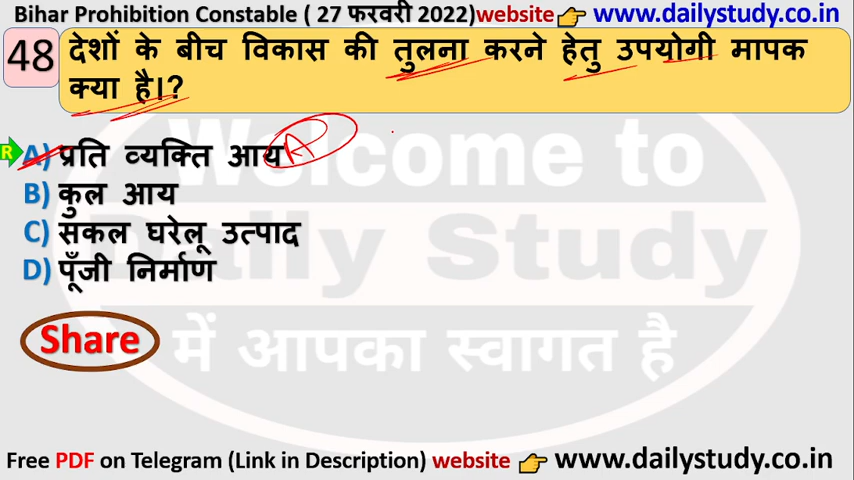 Bihar Prohibition Constable ( 27 फरवरी 2022)website 👉 www.dailystudy.co.in
48 देशों के बीच विकास की तुलना करने हेतु उपयोगी मापक
क्या है।?
R A) प्रति व्यक्ति आय A
B) कुल आय
C) सकल घरेलू उत्पाद
D) पूँजी निर्माण
Welcome to
Daily Study
में आपका स्वागत है
Share
Free PDF on Telegram (Link in Description) website 👉 www.dailystudy.co.in